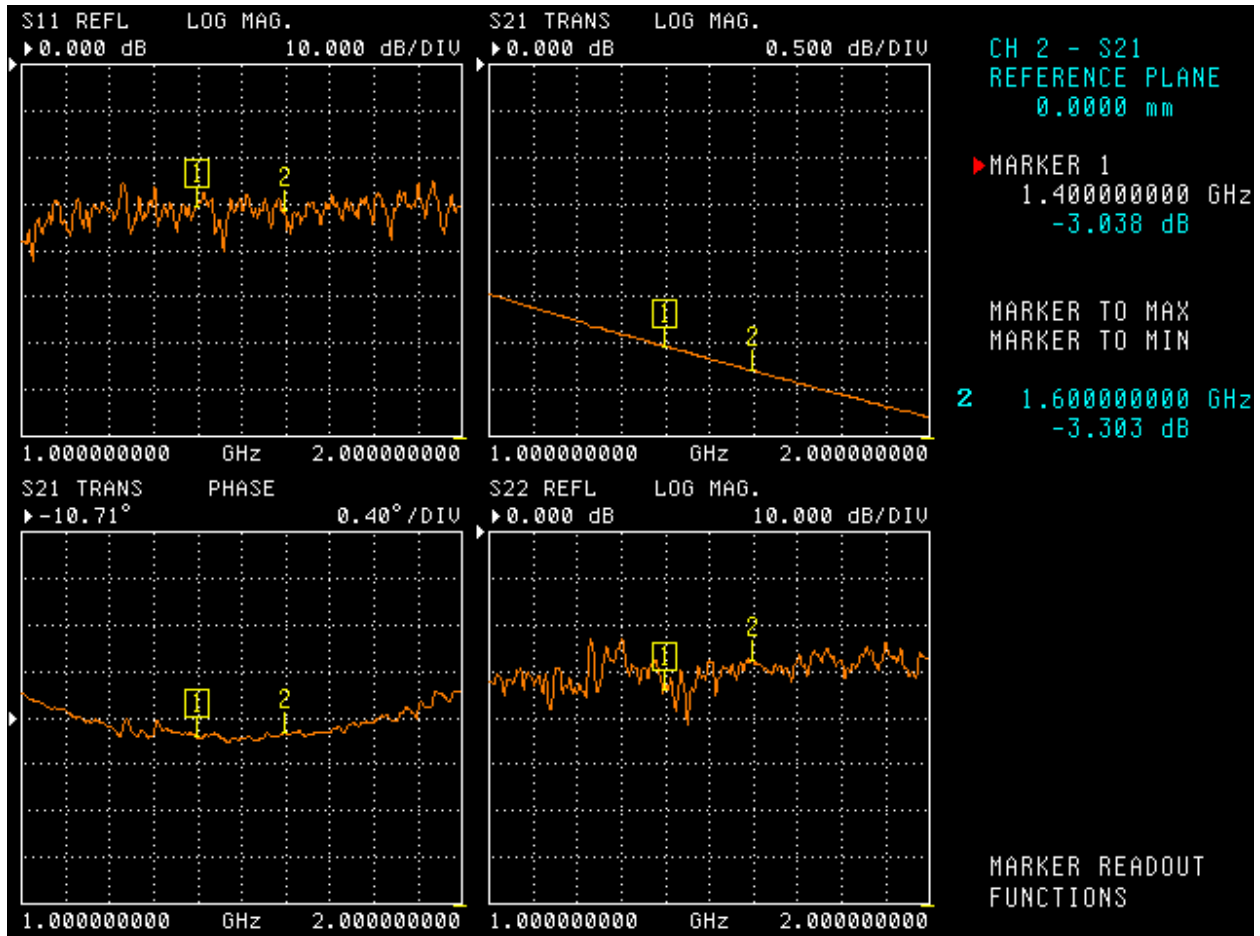 S11 REFL LOG MAG.
▶0.000 dB 10.000 dB/DIV
1
2
1.000000000 GHz 2.000000000
S21 TRANS LOG MAG.
▶0.000 dB 0.500 dB/DIV
1
2
1.000000000 GHz 2.000000000
S21 TRANS PHASE
▶-10.71° 0.40°/DIV
1
2
1.000000000 GHz 2.000000000
S22 REFL LOG MAG.
▶0.000 dB 10.000 dB/DIV
1
2
1.000000000 GHz 2.000000000
CH 2 - S21
REFERENCE PLANE
0.0000 mm
▶MARKER 1
1.400000000 GHz
-3.038 dB
MARKER TO MAX
MARKER TO MIN
2 1.600000000 GHz
-3.303 dB
MARKER READOUT
FUNCTIONS